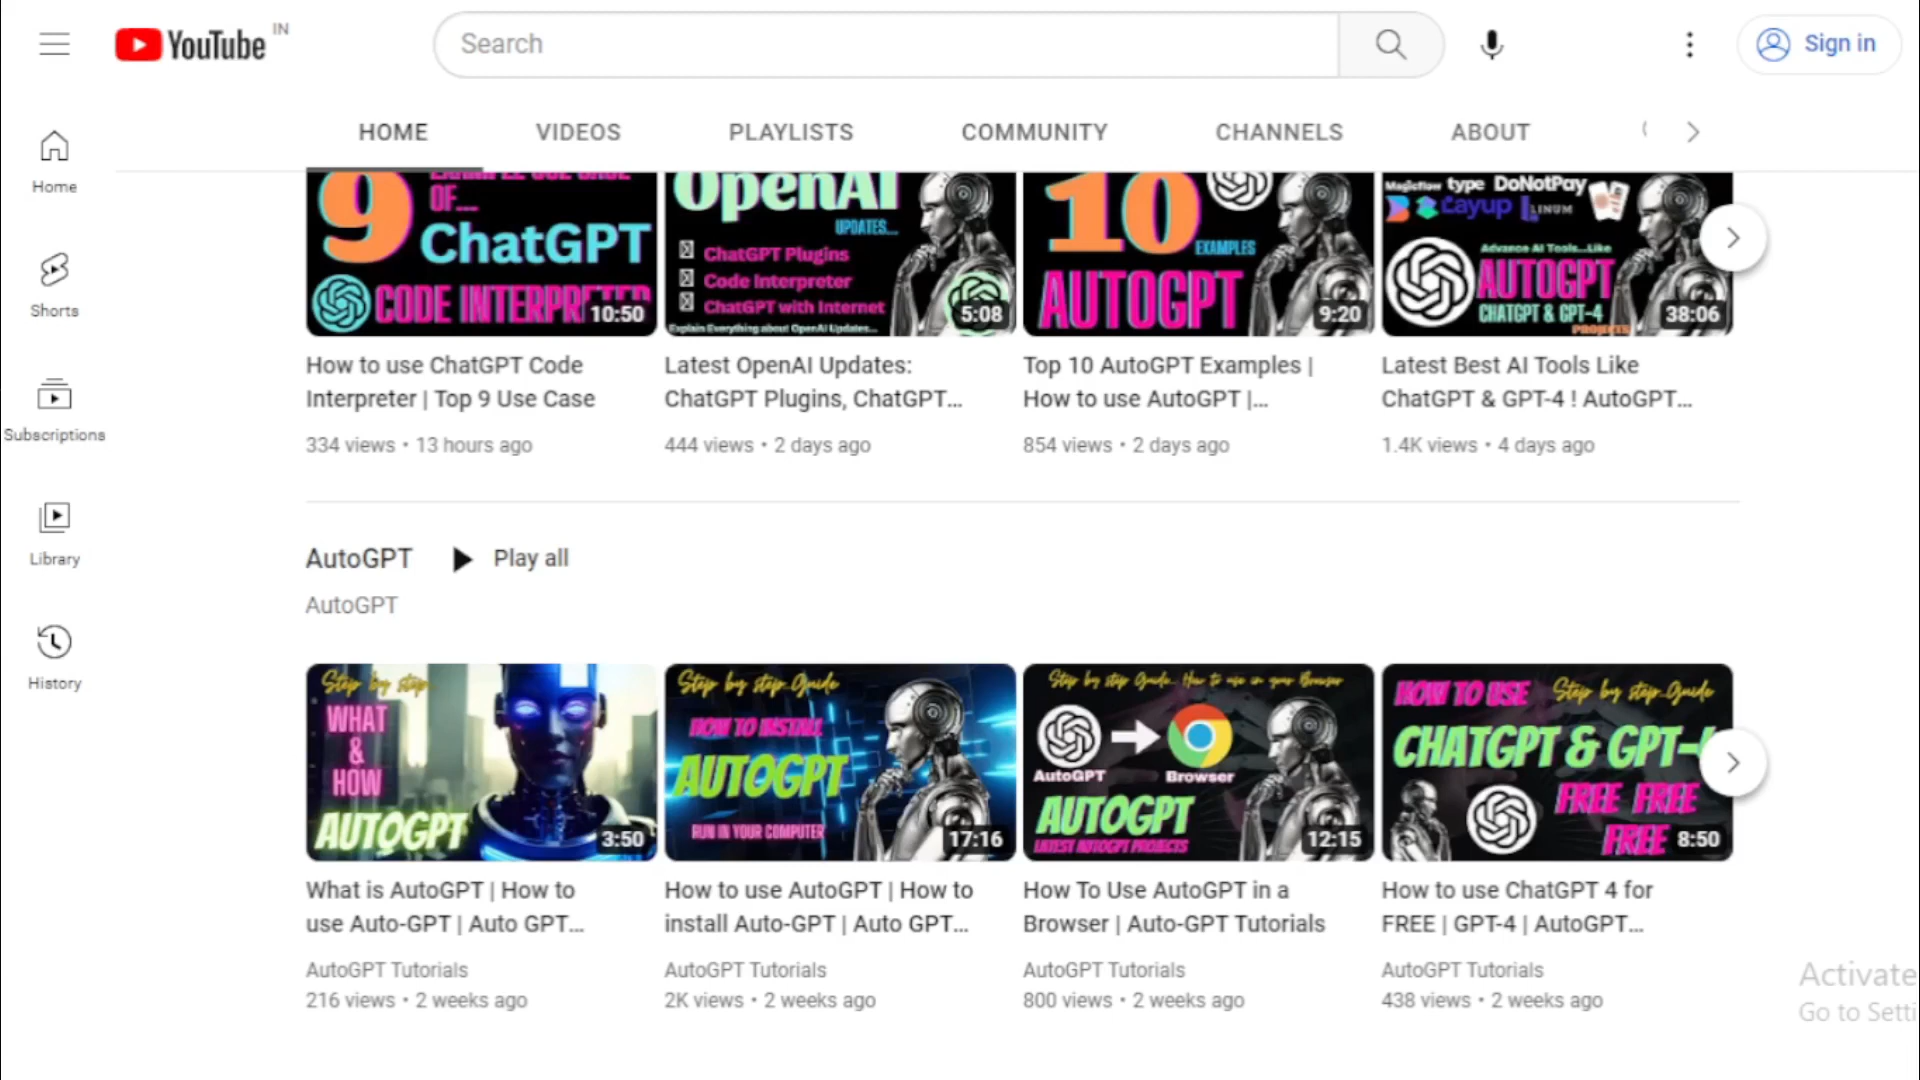 YouTube IN
Search
Sign in
HOME VIDEOS PLAYLISTS COMMUNITY CHANNELS ABOUT
Home
Shorts
Subscriptions
Library
History
9
OF...
ChatGPT
CODE INTERPRETER
10:50
OpenAI
UPDATES...
ChatGPT Plugins
Code Interpreter
ChatGPT with Internet
Explain Everything about OpenAI Updates...
5:08
10
EXAMPLES
AUTOGPT
9:20
Magicflow type DoNotPay
Cayup LINUM
Advance AI Tools...Like
AUTOGPT
CHATGPT & GPT-4
PROJECTS
38:06
How to use ChatGPT Code
Interpreter | Top 9 Use Case
334 views • 13 hours ago
Latest OpenAI Updates:
ChatGPT Plugins, ChatGPT...
444 views • 2 days ago
Top 10 AutoGPT Examples |
How to use AutoGPT |...
854 views • 2 days ago
Latest Best AI Tools Like
ChatGPT & GPT-4 ! AutoGPT...
1.4K views • 4 days ago
AutoGPT Play all
AutoGPT
Step by step
WHAT
&
HOW
AUTOGPT
3:50
Step by step Guide
HOW TO INSTALL
AUTOGPT
RUN IN YOUR COMPUTER
17:16
Step by step Guide.. How to use in your Browser
AutoGPT Browser
AUTOGPT
LATEST AUTOGPT PROJECTS
12:15
HOW TO USE Step by step Guide
CHATGPT & GPT-4
FREE FREE
FREE
8:50
What is AutoGPT | How to
use Auto-GPT | Auto GPT...
AutoGPT Tutorials
216 views • 2 weeks ago
How to use AutoGPT | How to
install Auto-GPT | Auto GPT...
AutoGPT Tutorials
2K views • 2 weeks ago
How To Use AutoGPT in a
Browser | Auto-GPT Tutorials
AutoGPT Tutorials
800 views • 2 weeks ago
How to use ChatGPT 4 for
FREE | GPT-4 | AutoGPT...
AutoGPT Tutorials
438 views • 2 weeks ago
Activate
Go to Setti